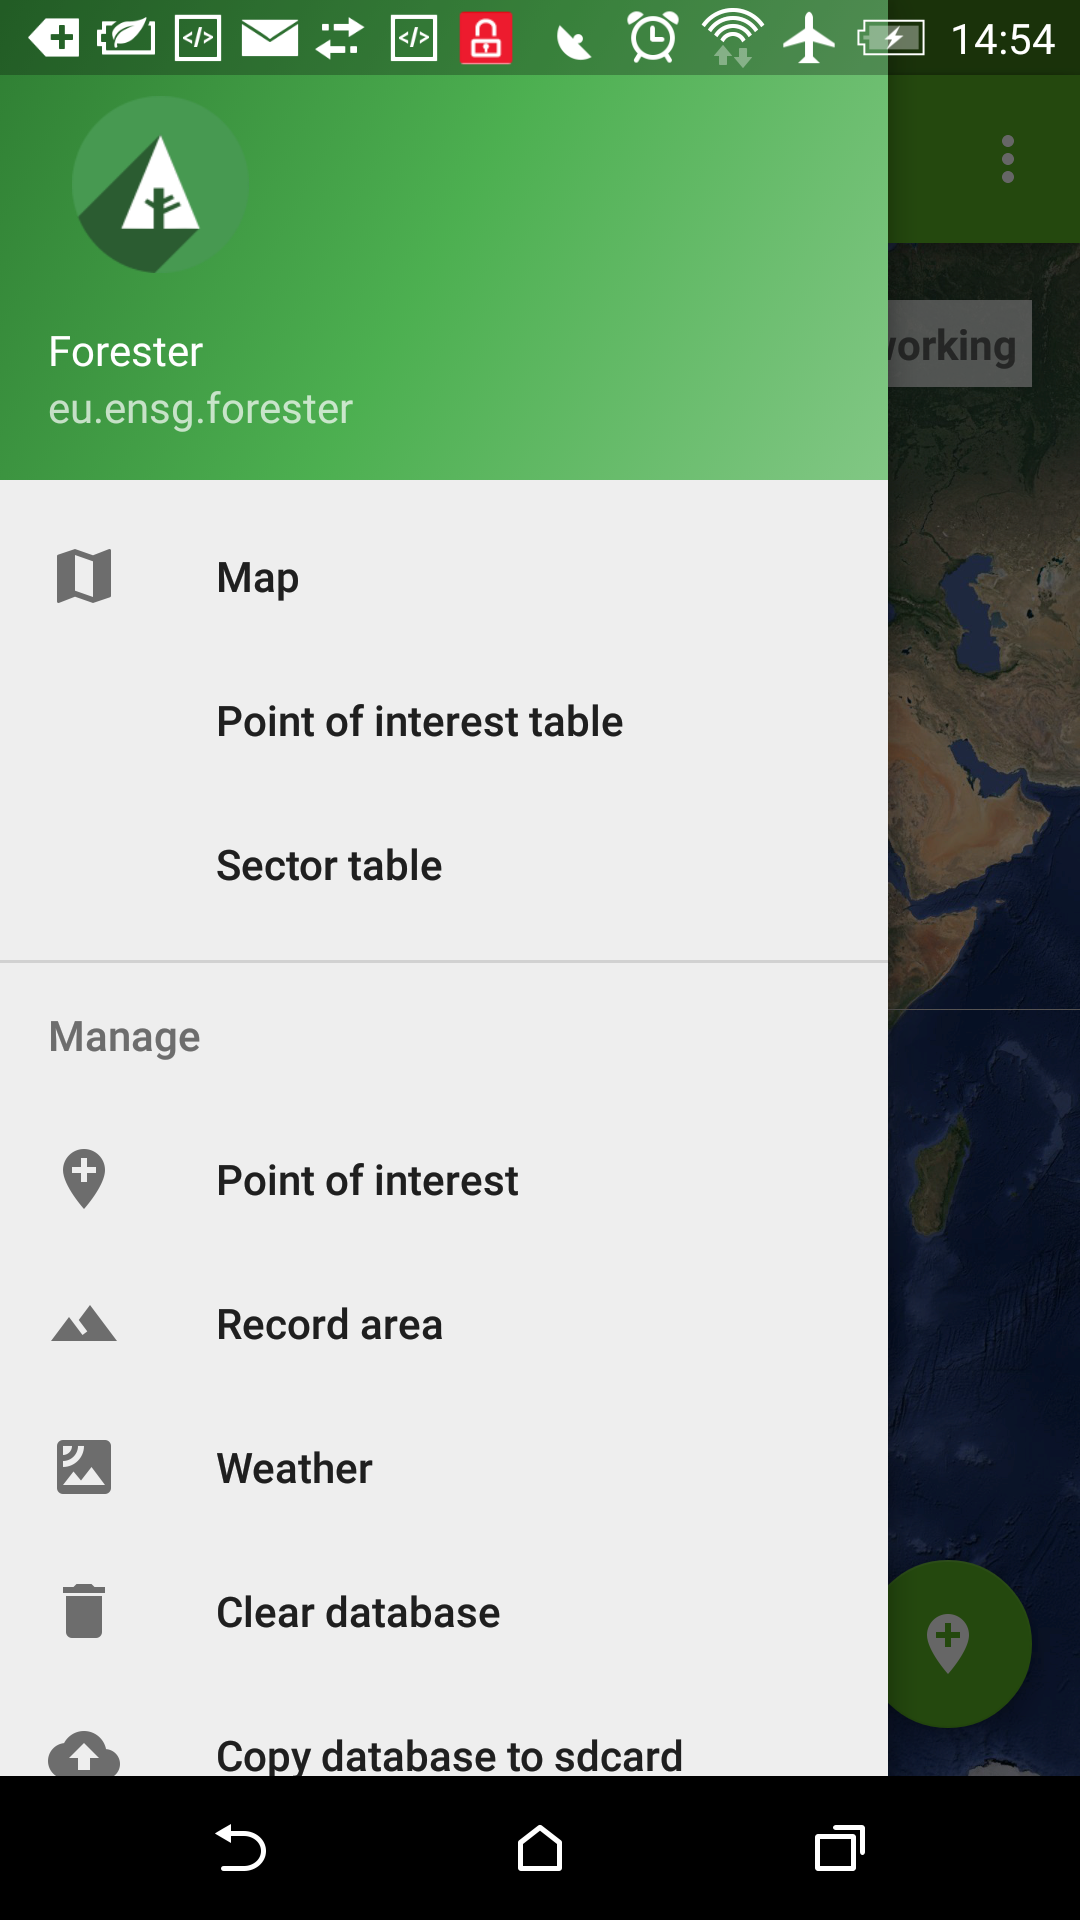 14:54
Forester
eu.ensg.forester
working
Map
Point of interest table
Sector table
Manage
Point of interest
Record area
Weather
Clear database
Copy database to sdcard